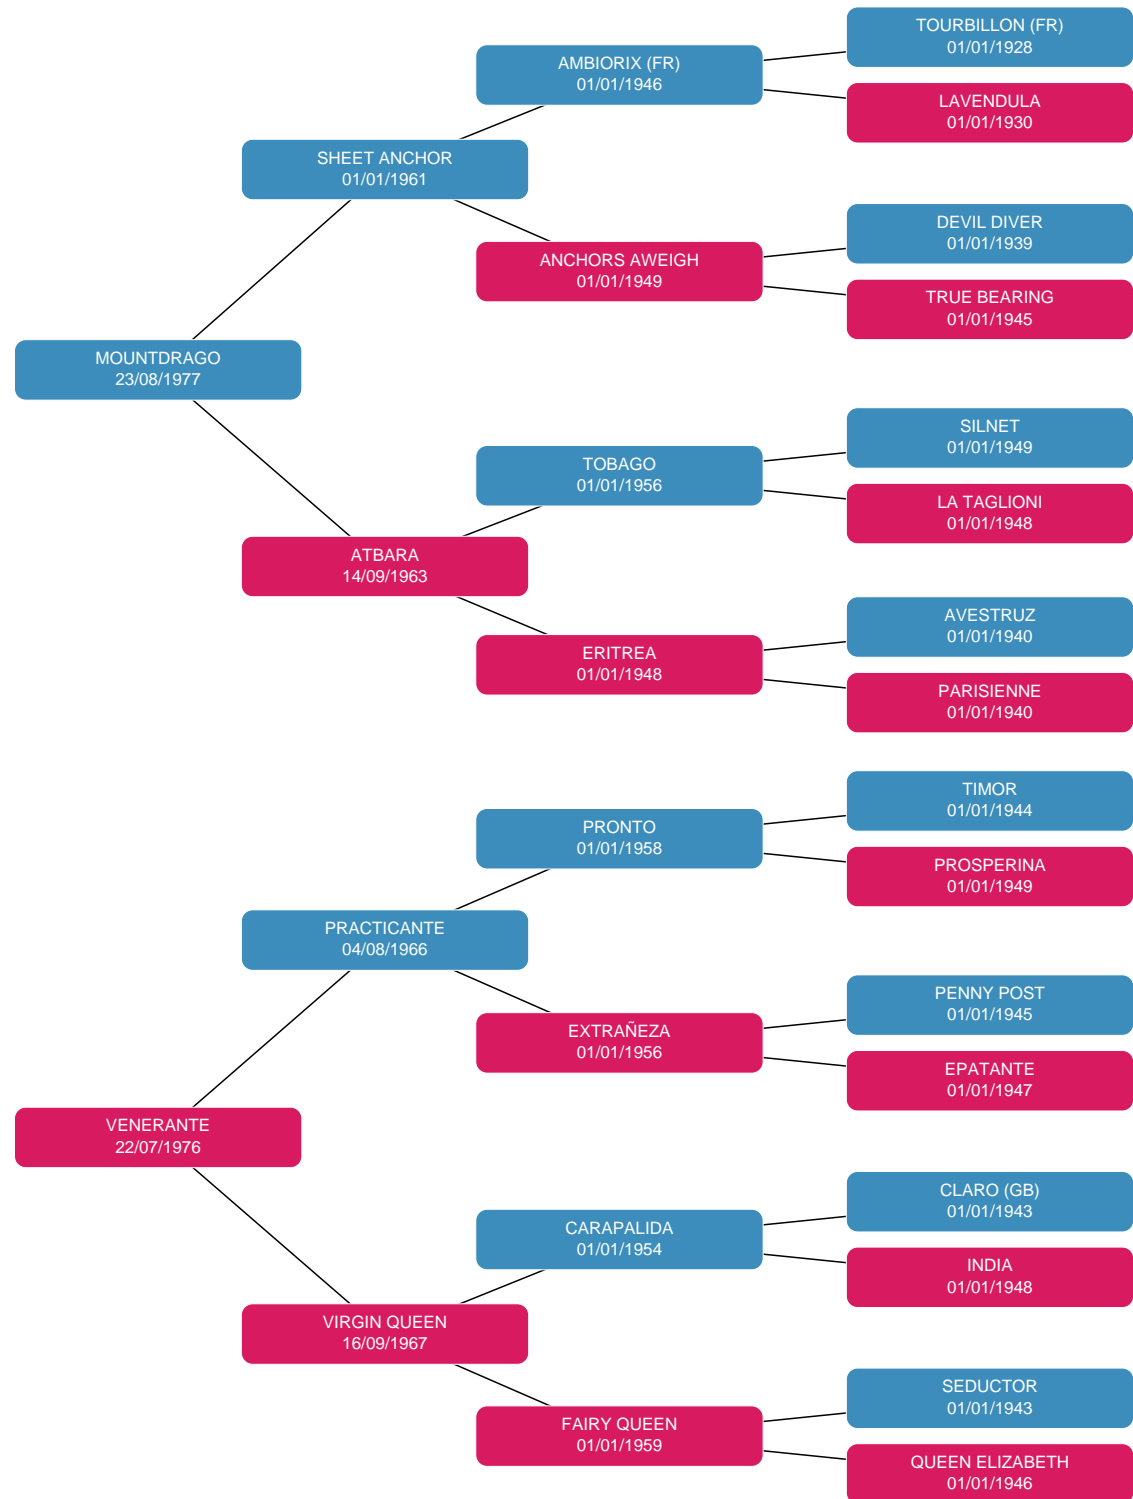 TOURBILLON (FR)
01/01/1928
AMBIORIX (FR)
01/01/1946
LAVENDULA
01/01/1930
SHEET ANCHOR
01/01/1961
DEVIL DIVER
01/01/1939
ANCHORS AWEIGH
01/01/1949
TRUE BEARING
01/01/1945
MOUNTDRAGO
23/08/1977
SILNET
01/01/1949
TOBAGO
01/01/1956
LA TAGLIONI
01/01/1948
ATBARA
14/09/1963
AVESTRUZ
01/01/1940
ERITREA
01/01/1948
PARISIENNE
01/01/1940
TIMOR
01/01/1944
PRONTO
01/01/1958
PROSPERINA
01/01/1949
PRACTICANTE
04/08/1966
PENNY POST
01/01/1945
EXTRAÑEZA
01/01/1956
EPATANTE
01/01/1947
VENERANTE
22/07/1976
CLARO (GB)
01/01/1943
CARAPALIDA
01/01/1954
INDIA
01/01/1948
VIRGIN QUEEN
16/09/1967
SEDUCTOR
01/01/1943
FAIRY QUEEN
01/01/1959
QUEEN ELIZABETH
01/01/1946